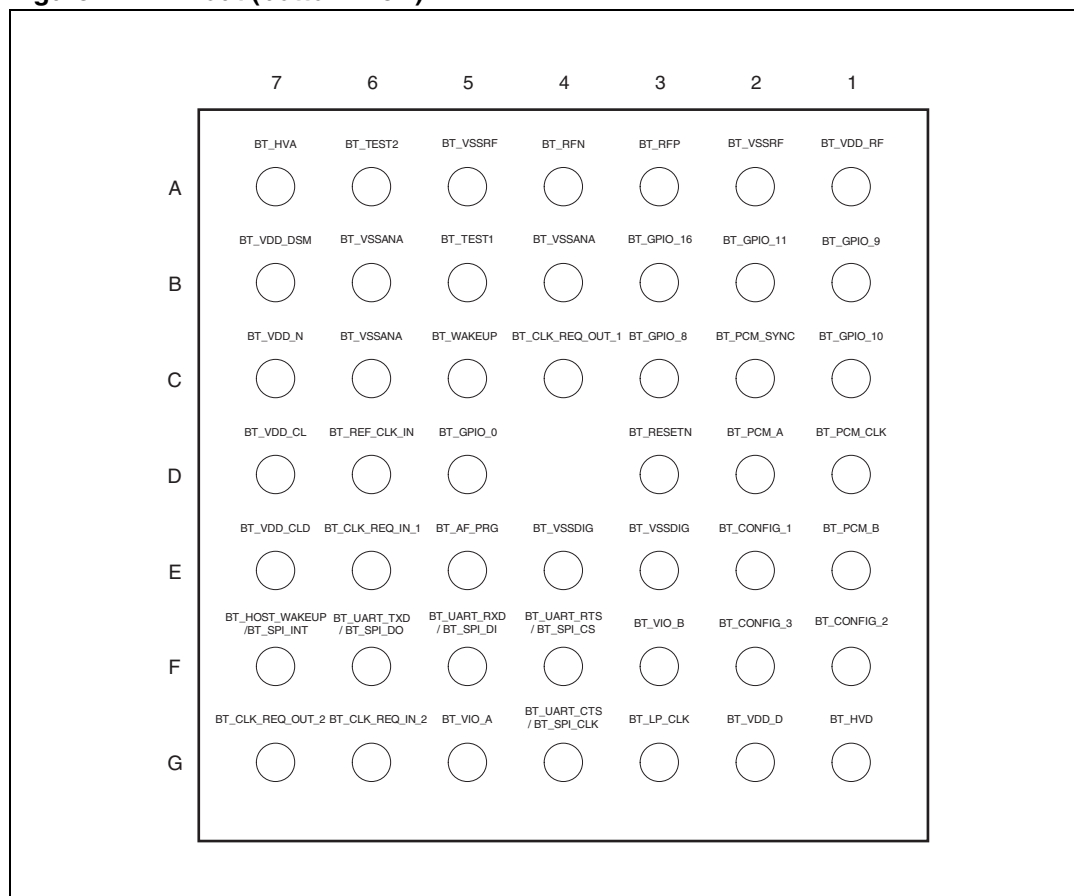 7 6 5 4 3 2 1
BT_HVA BT_TEST2 BT_VSSRF BT_RFN BT_RFP BT_VSSRF BT_VDD_RF
A
BT_VDD_DSM BT_VSSANA BT_TEST1 BT_VSSANA BT_GPIO_16 BT_GPIO_11 BT_GPIO_9
B
BT_VDD_N BT_VSSANA BT_WAKEUP BT_CLK_REQ_OUT_1 BT_GPIO_8 BT_PCM_SYNC BT_GPIO_10
C
BT_VDD_CL BT_REF_CLK_IN BT_GPIO_0 BT_RESETN BT_PCM_A BT_PCM_CLK
D
BT_VDD_CLD BT_CLK_REQ_IN_1 BT_AF_PRG BT_VSSDIG BT_VSSDIG BT_CONFIG_1 BT_PCM_B
E
BT_HOST_WAKEUP BT_UART_TXD BT_UART_RXD BT_UART_RTS BT_VIO_B BT_CONFIG_3 BT_CONFIG_2
/BT_SPI_INT / BT_SPI_DO / BT_SPI_DI / BT_SPI_CS
F
BT_CLK_REQ_OUT_2 BT_CLK_REQ_IN_2 BT_VIO_A BT_UART_CTS BT_LP_CLK BT_VDD_D BT_HVD
/ BT_SPI_CLK
G